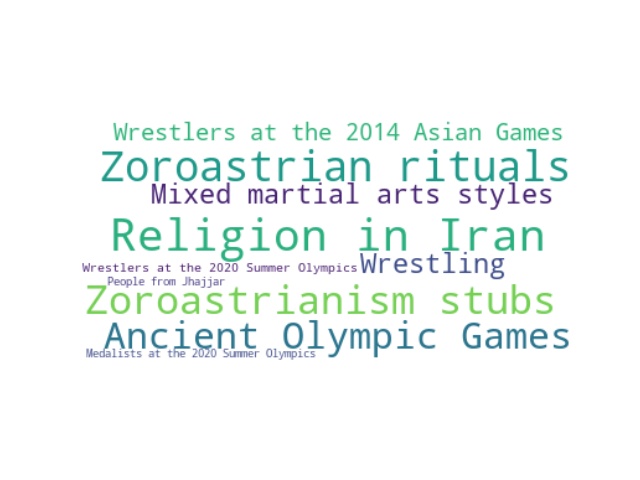 Wrestlers at the 2014 Asian Games
Zoroastrian rituals
Mixed martial arts styles
Religion in Iran
Wrestlers at the 2020 Summer Olympics
Wrestling
People from Jhajjar
Zoroastrianism stubs
Ancient Olympic Games
Medalists at the 2020 Summer Olympics